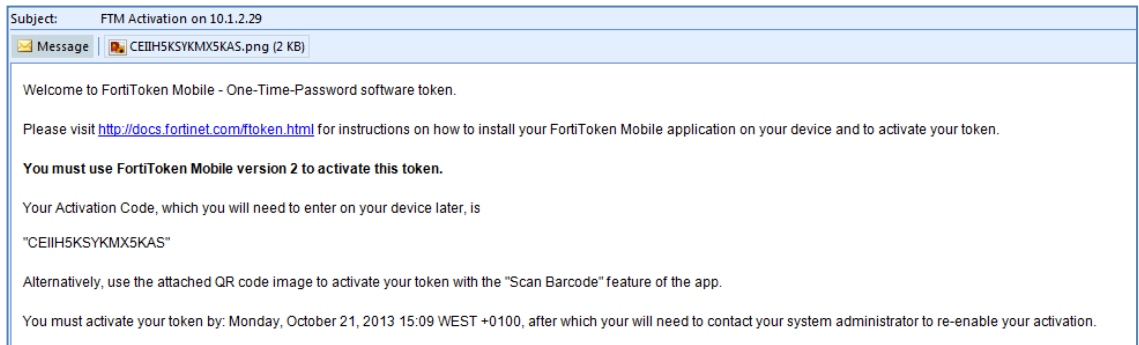 Subject: FTM Activation on 10.1.2.29
Message CEIIH5KSYKMX5KAS.png (2 KB)
Welcome to FortiToken Mobile - One-Time-Password software token.
Please visit http://docs.fortinet.com/ftoken.html for instructions on how to install your FortiToken Mobile application on your device and to activate your token.
You must use FortiToken Mobile version 2 to activate this token.
Your Activation Code, which you will need to enter on your device later, is
"CEIIH5KSYKMX5KAS"
Alternatively, use the attached QR code image to activate your token with the "Scan Barcode" feature of the app.
You must activate your token by: Monday, October 21, 2013 15:09 WEST +0100, after which your will need to contact your system administrator to re-enable your activation.